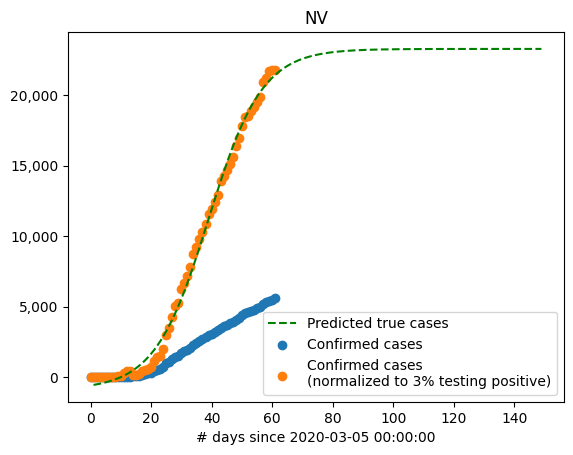 NV
20,000
15,000
10,000
5,000
0
Predicted true cases
Confirmed cases
Confirmed cases
(normalized to 3% testing positive)
0 20 40 60 80 100 120 140
# days since 2020-03-05 00:00:00